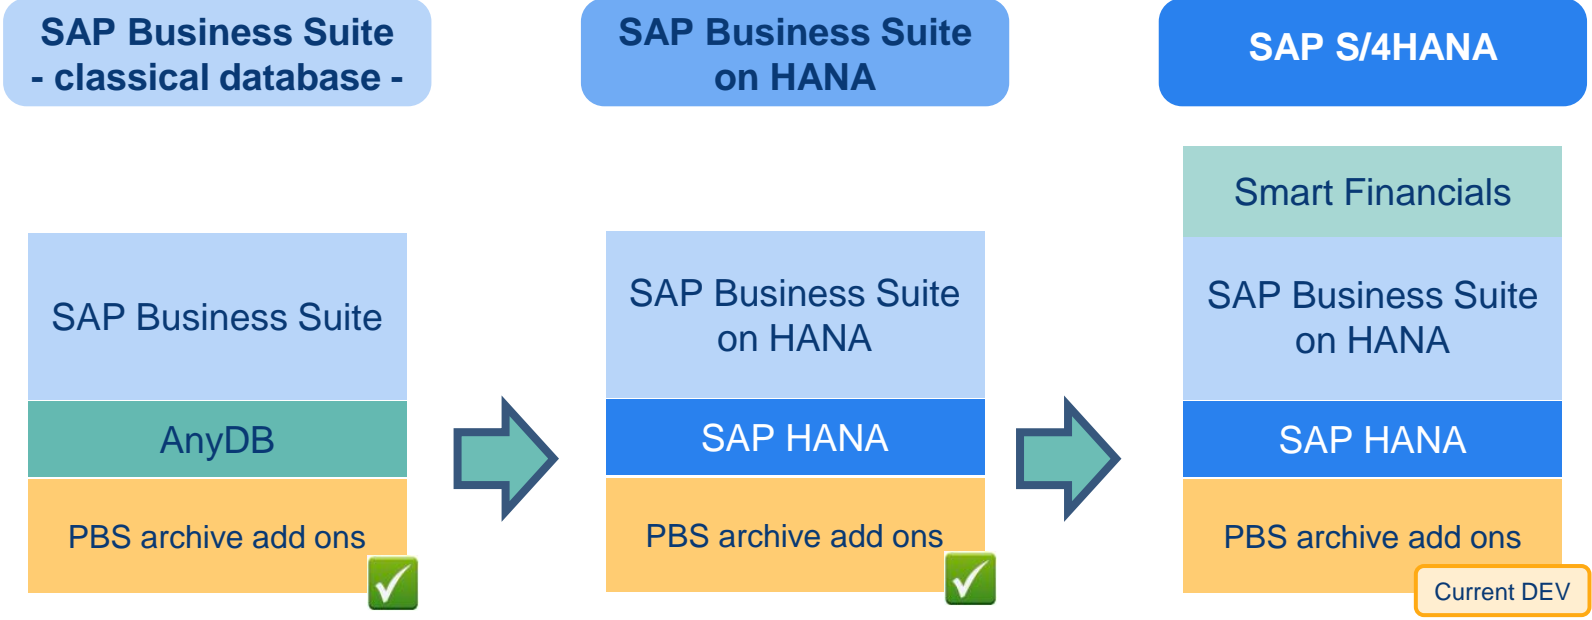 SAP Business Suite
- classical database -
SAP Business Suite
on HANA
SAP S/4HANA
SAP Business Suite
AnyDB
PBS archive add ons
SAP Business Suite
on HANA
SAP HANA
PBS archive add ons
Smart Financials
SAP Business Suite
on HANA
SAP HANA
PBS archive add ons
Current DEV